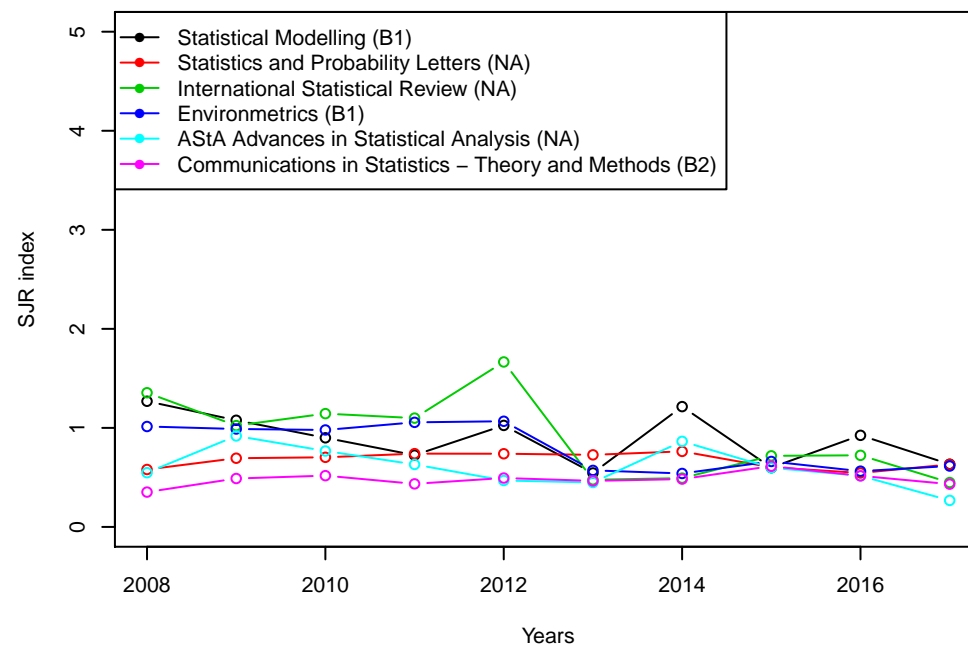 Statistical Modelling (B1)
Statistics and Probability Letters (NA)
International Statistical Review (NA)
Environmetrics (B1)
AStA Advances in Statistical Analysis (NA)
Communications in Statistics − Theory and Methods (B2)
5
4
3
2
1
0
SJR index
2008 2010 2012 2014 2016
Years